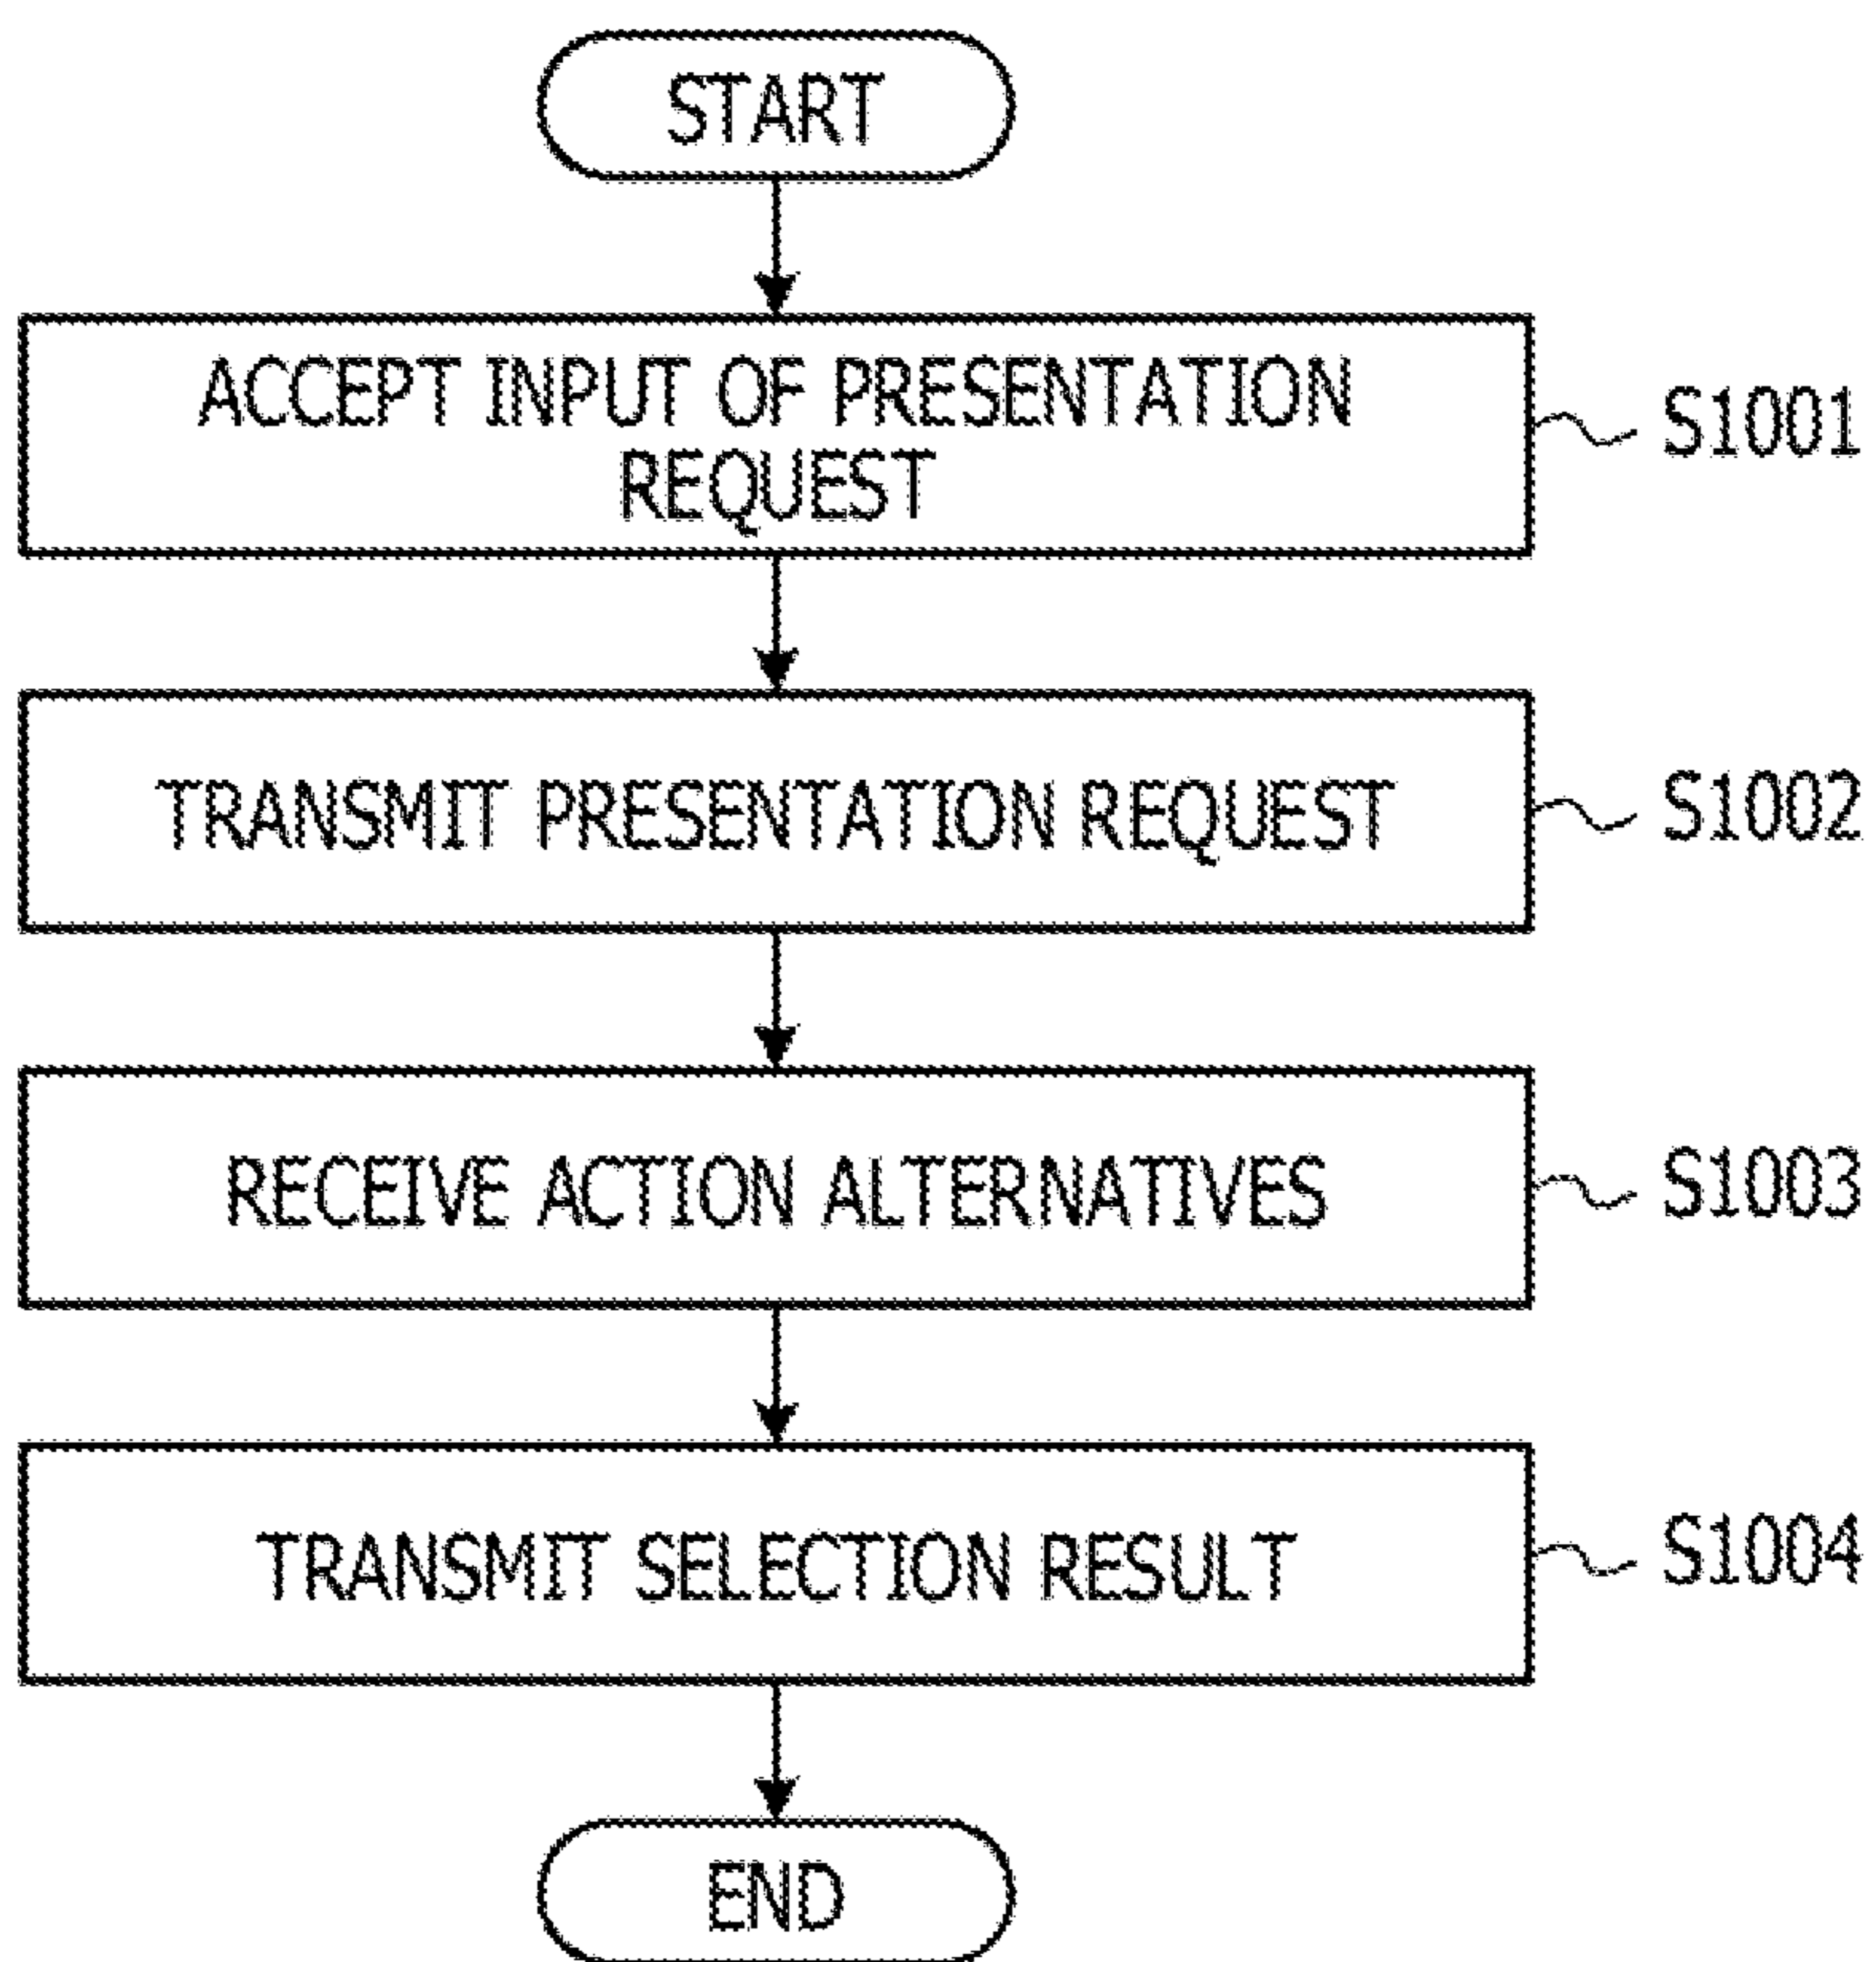 START
ACCEPT INPUT OF PRESENTATION
REQUEST
S1001
TRANSMIT PRESENTATION REQUEST
S1002
RECEIVE ACTION ALTERNATIVES
S1003
TRANSMIT SELECTION RESULT
S1004
END